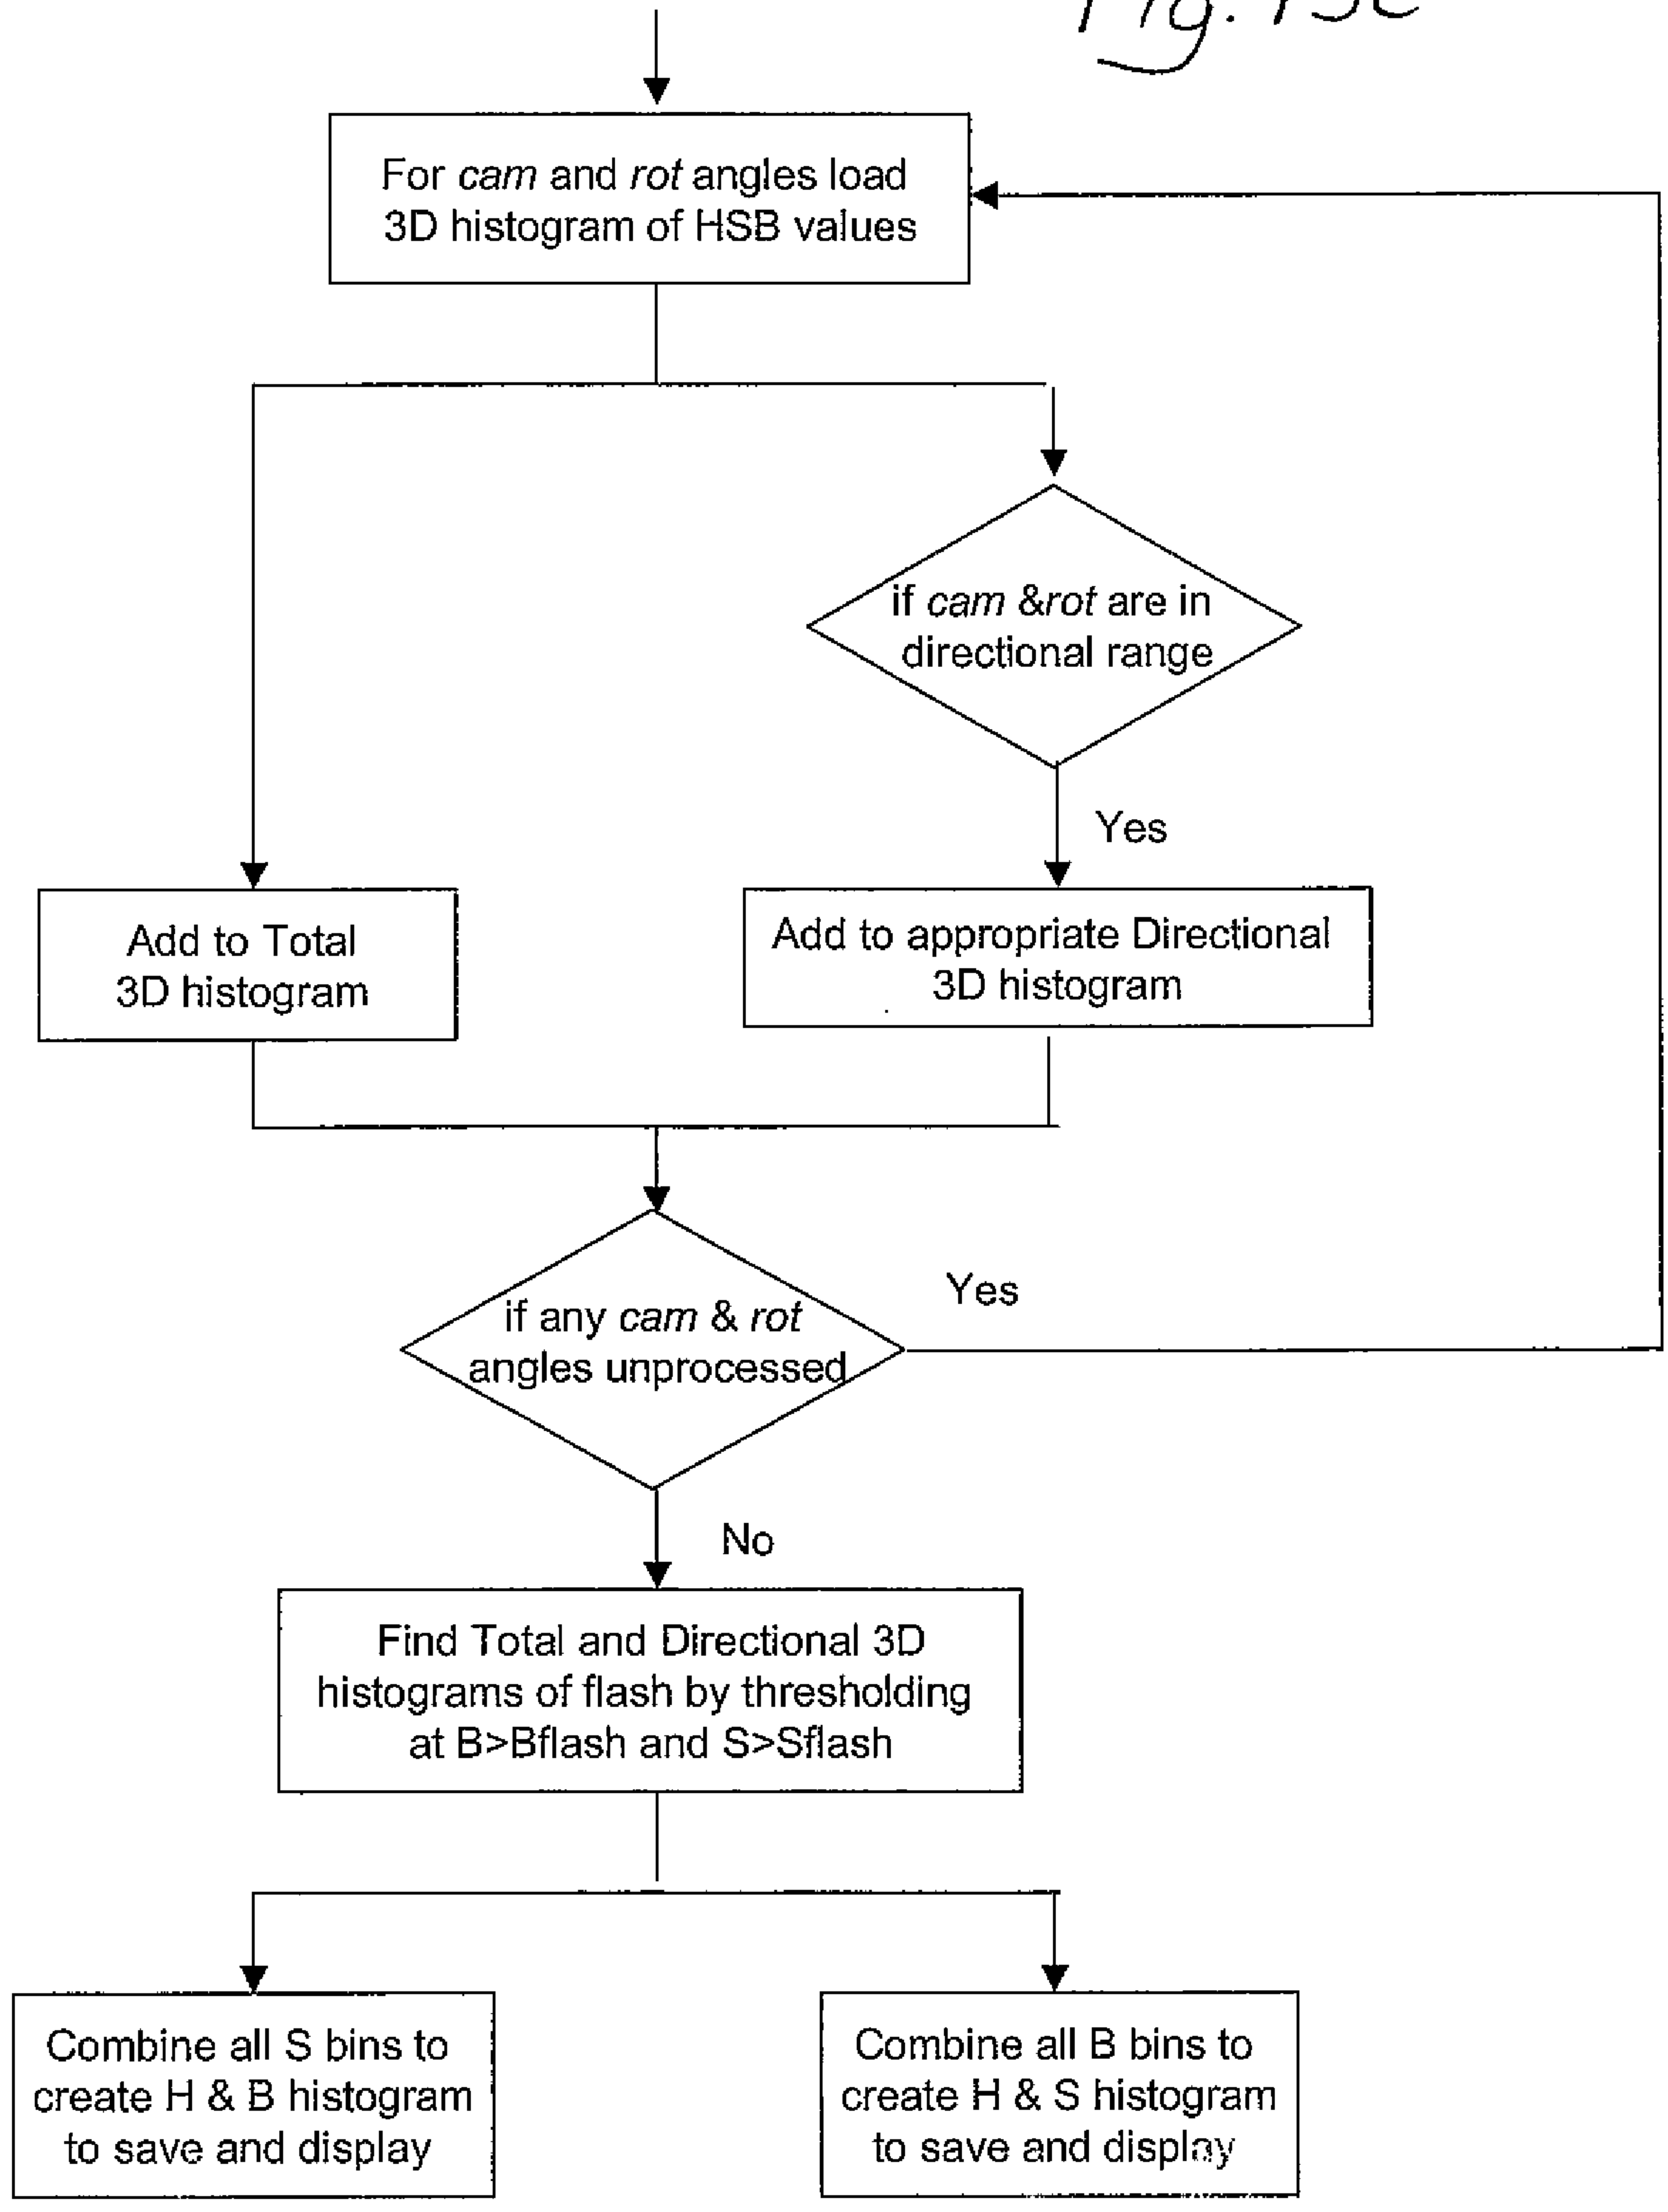 Fig. 13c
For cam and rot angles load
3D histogram of HSB values
if cam &rot are in
directional range
Yes
Add to Total
3D histogram
Add to appropriate Directional
3D histogram
if any cam & rot
angles unprocessed
Yes
No
Find Total and Directional 3D
histograms of flash by thresholding
at B>Bflash and S>Sflash
Combine all S bins to
create H & B histogram
to save and display
Combine all B bins to
create H & S histogram
to save and display